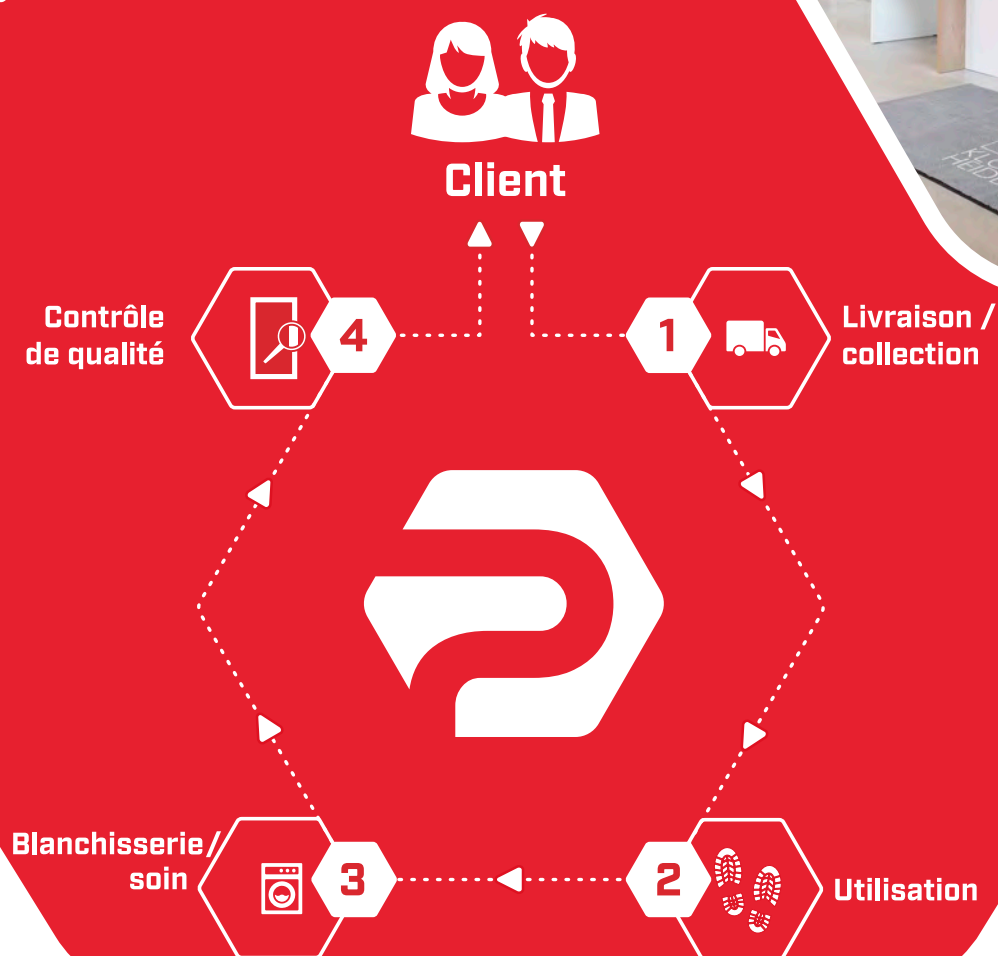 Client
Contrôle
de qualité
4
1
Livraison /
collection
Blanchisserie/
soin
3
2
Utilisation